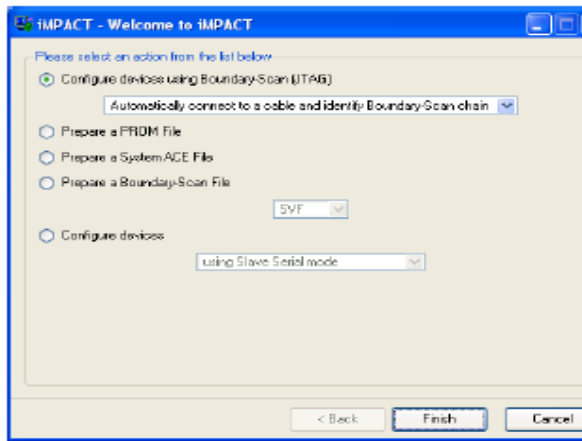 iMPACT - Welcome to iMPACT
Please select an action from the list below
Configure devices using Boundary-Scan (JTAG)
Automatically connect to a cable and identify Boundary-Scan chain
Prepare a PROM File
Prepare a System ACE File
Prepare a Boundary-Scan File
SVF
Configure devices
using Slave Serial mode
< Back Finish Cancel